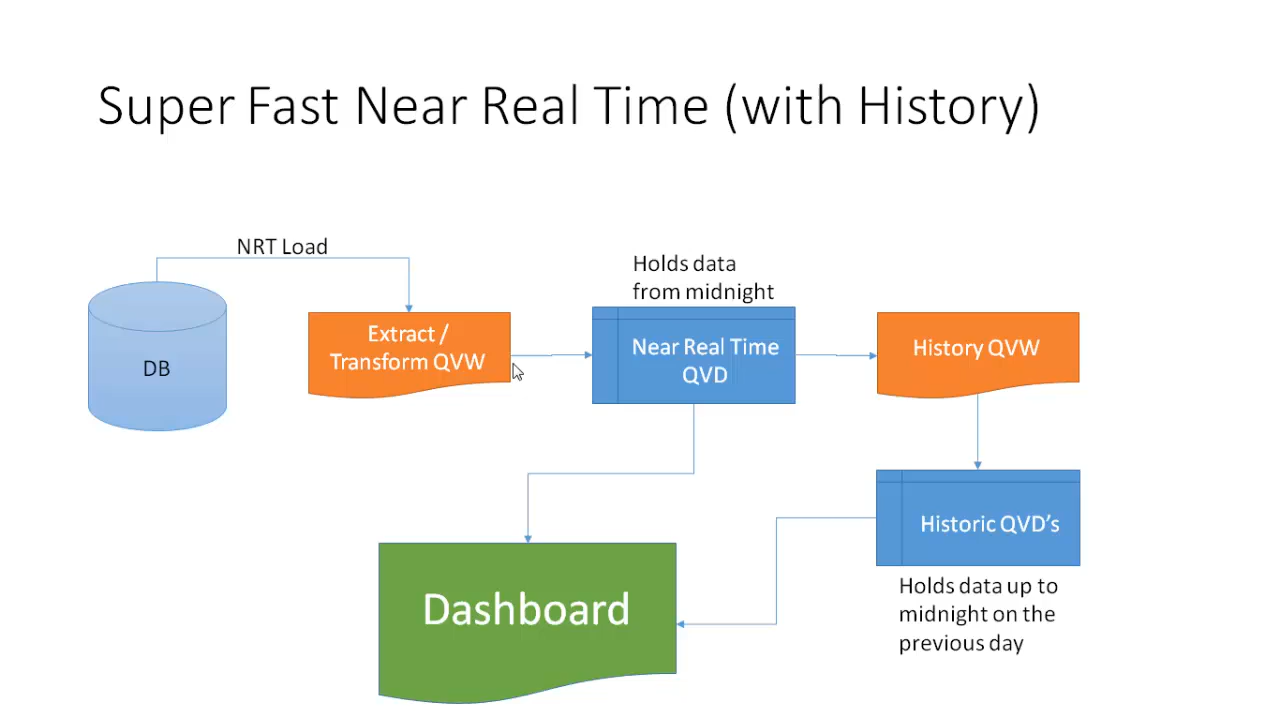 Super Fast Near Real Time (with History)
NRT Load
Holds data
from midnight
DB
Extract /
Transform QVW
Near Real Time
QVD
History QVW
Historic QVD’s
Dashboard
Holds data up to
midnight on the
previous day